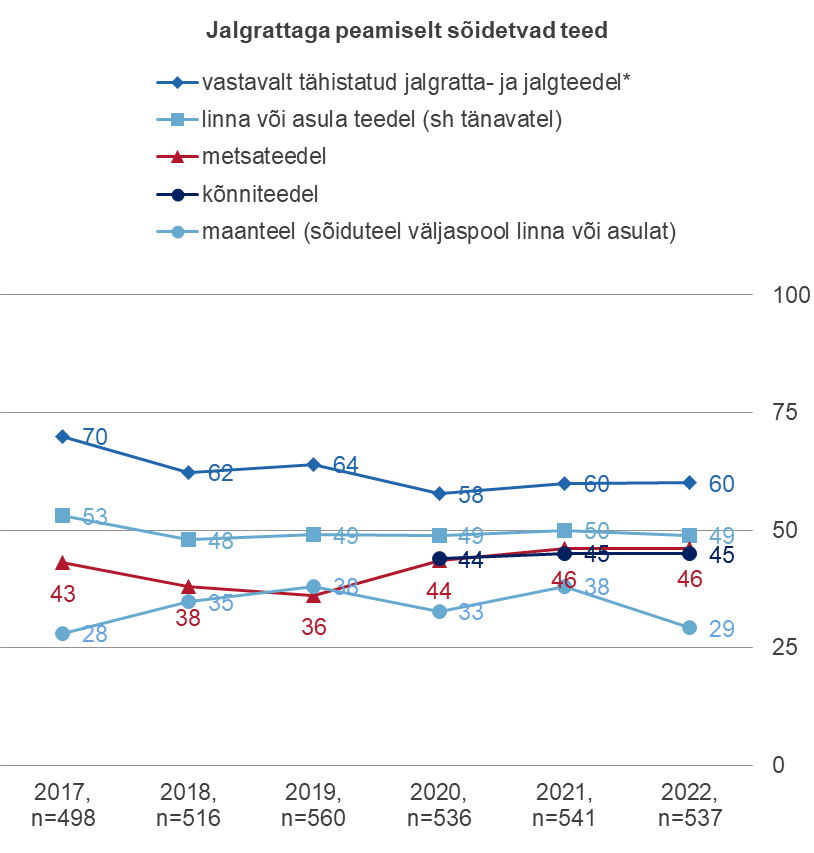 Jalgrattaga peamiselt sõidetvad teed
vastavalt tähistatud jalgratta- ja jalgteedel*
linna või asula teedel (sh tänavatel)
metsateedel
kõnniteedel
maanteel (sõiduteel väljaspool linna või asulat)
100
75
70 62 64 58 60 60
53 48 49 49 50 49
50
44 45 45
43 38 36 44 46 46
28 35 38 33 38 29
25
0
2017, 2018, 2019, 2020, 2021, 2022,
n=498 n=516 n=560 n=536 n=541 n=537